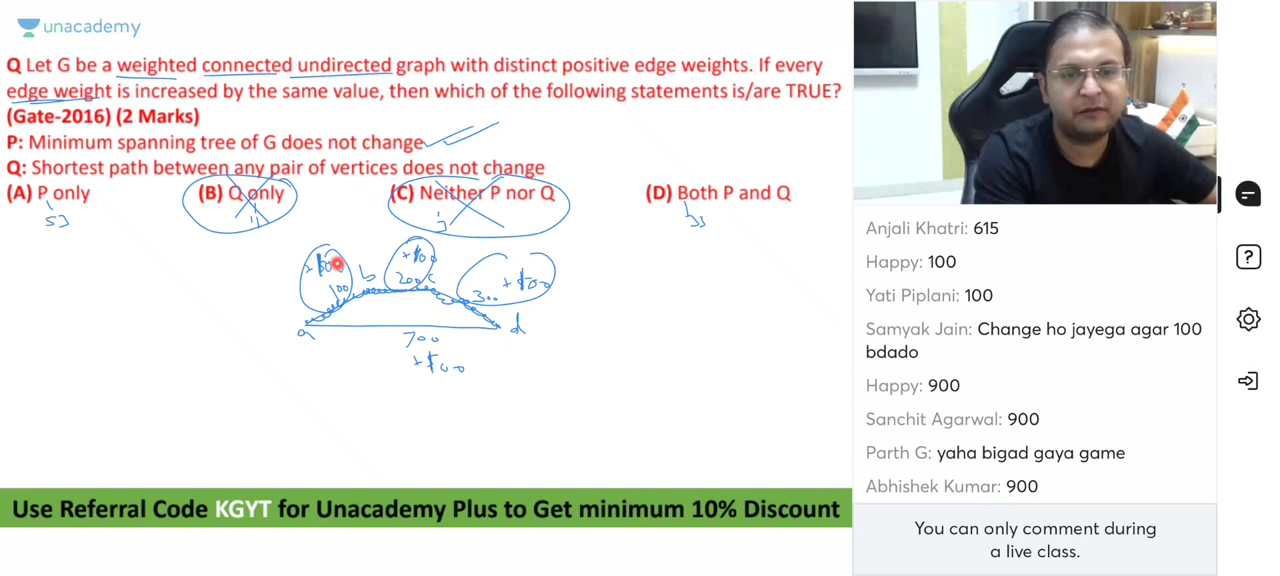 unacademy
Q Let G be a weighted connected undirected graph with distinct positive edge weights. If every
edge weight is increased by the same value, then which of the following statements is/are TRUE?
(Gate-2016) (2 Marks)
P: Minimum spanning tree of G does not change
Q: Shortest path between any pair of vertices does not change
(A) P only (B) Q only (C) Neither P nor Q (D) Both P and Q
53
b
200 c
100
300
a
d
700
Use Referral Code KGYT for Unacademy Plus to Get minimum 10% Discount
Anjali Khatri: 615
Happy: 100
Yati Piplani: 100
Samyak Jain: Change ho jayega agar 100
bdado
Happy: 900
Sanchit Agarwal: 900
Parth G: yaha bigad gaya game
Abhishek Kumar: 900
You can only comment during
a live class.